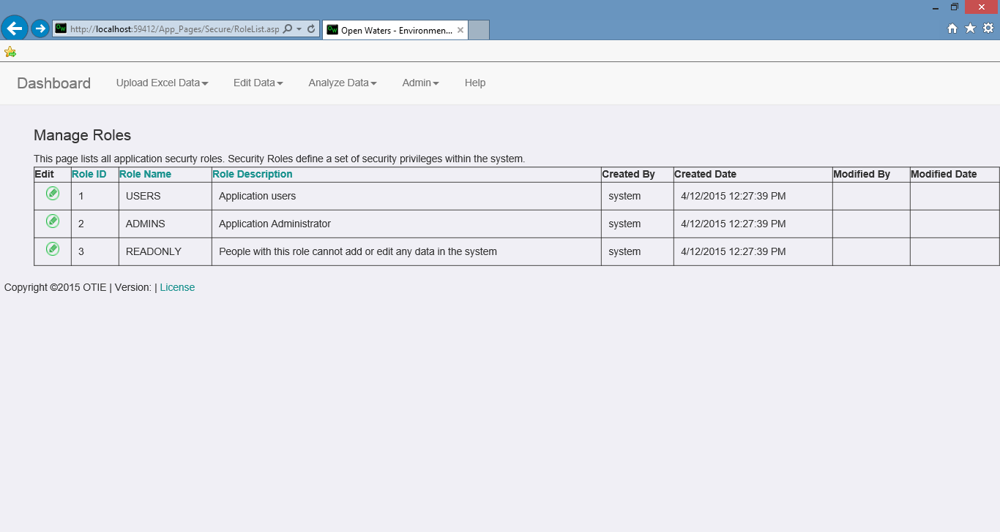 http://localhost:59412/App_Pages/Secure/RoleList.asp
Open Waters - Environmen...
Dashboard Upload Excel Data Edit Data Analyze Data Admin Help
Manage Roles
This page lists all application securty roles. Security Roles define a set of security privileges within the system.
Edit Role ID Role Name Role Description Created By Created Date Modified By Modified Date
1 USERS Application users system 4/12/2015 12:27:39 PM
2 ADMINS Application Administrator system 4/12/2015 12:27:39 PM
3 READONLY People with this role cannot add or edit any data in the system system 4/12/2015 12:27:39 PM
Copyright ©2015 OTIE | Version: | License